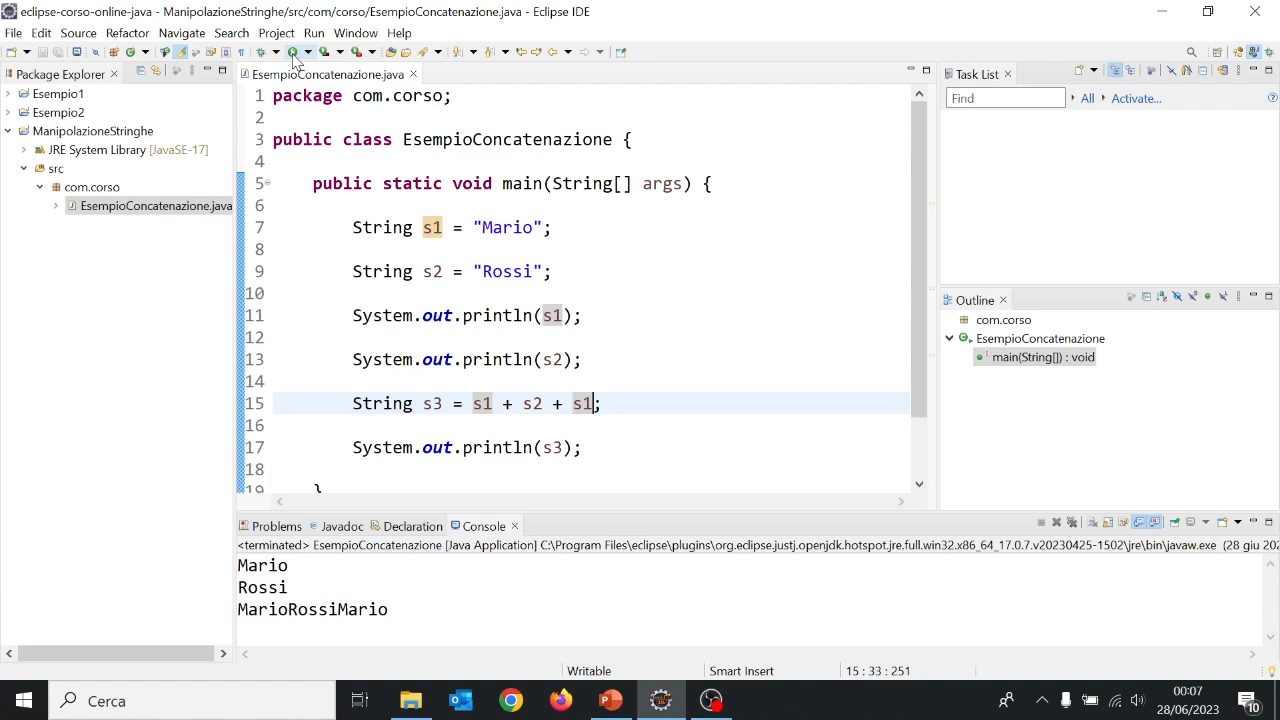 eclipse-corso-online-java - ManipolazioneStringhe/src/com/corso/EsempioConcatenazione.java - Eclipse IDE
File Edit Source Refactor Navigate Search Project Run Window Help
Package Explorer
EsempioConcatenazione.java
Task List
Esempio1
Esempio2
ManipolazioneStringhe
JRE System Library [JavaSE-17]
src
com.corso
EsempioConcatenazione.java
1 package com.corso;
2
3 public class EsempioConcatenazione {
4
5 public static void main(String[] args) {
6
7 String s1 = "Mario";
8
9 String s2 = "Rossi";
10
11 System.out.println(s1);
12
13 System.out.println(s2);
14
15 String s3 = s1 + s2 + s1;
16
17 System.out.println(s3);
18
19 }
Find All Activate...
Outline
com.corso
EsempioConcatenazione
main(String[]) : void
Problems Javadoc Declaration Console
<terminated> EsempioConcatenazione [Java Application] C:\Program Files\eclipse\plugins\org.eclipse.justj.openjdk.hotspot.jre.full.win32.x86_64_17.0.7.v20230425-1502\jre\bin\javaw.exe (28 giu 202
Mario
Rossi
MarioRossiMario
Writable Smart Insert 15 : 33 : 251
Cerca
00:07
28/06/2023
10